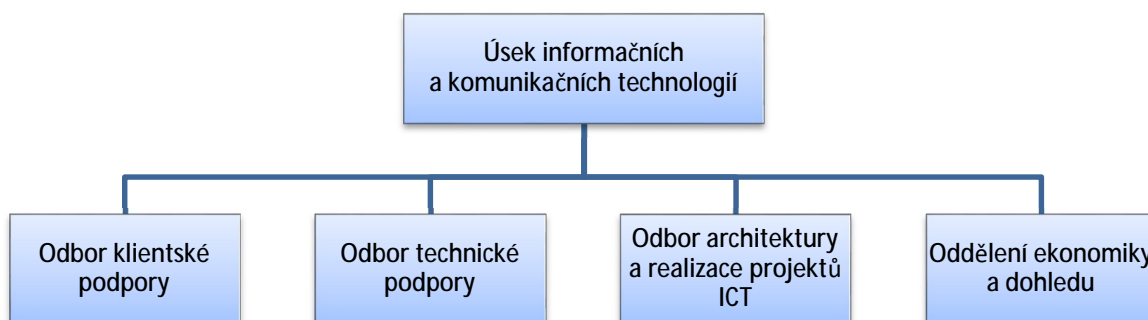 Úsek informačních
a komunikačních technologií
Odbor klientské
podpory
Odbor technické
podpory
Odbor architektury
a realizace projektů
ICT
Oddělení ekonomiky
a dohledu